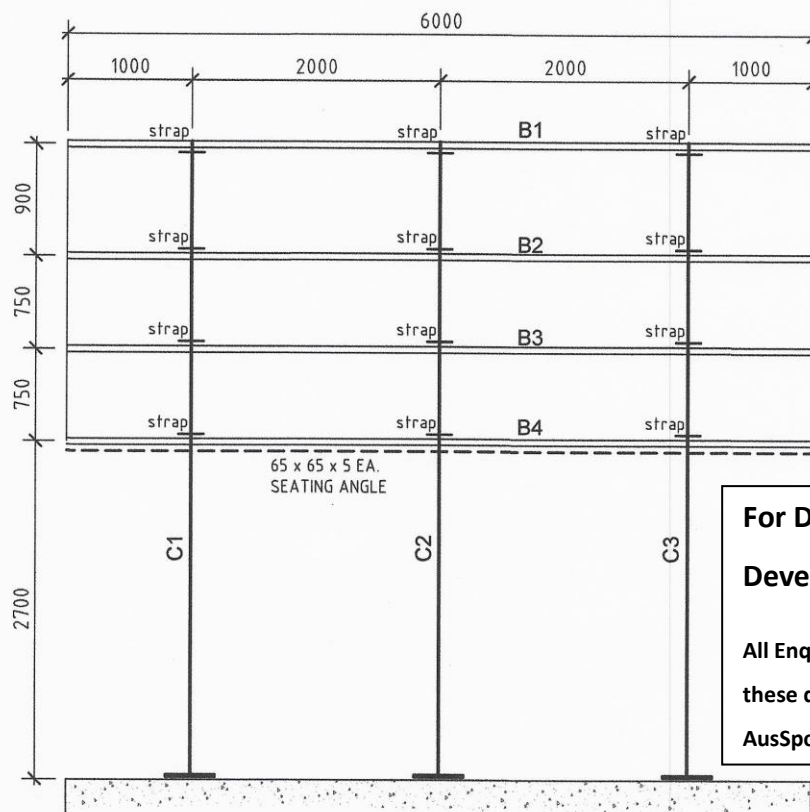 6000
1000 2000 2000 1000
strap strap B1 strap
900
strap strap B2 strap
750
strap strap B3 strap
750
strap strap B4 strap
65 x 65 x 5 EA.
SEATING ANGLE
C1 C2 C3
2700
For D
Deve
All Enq
these
AusSpo